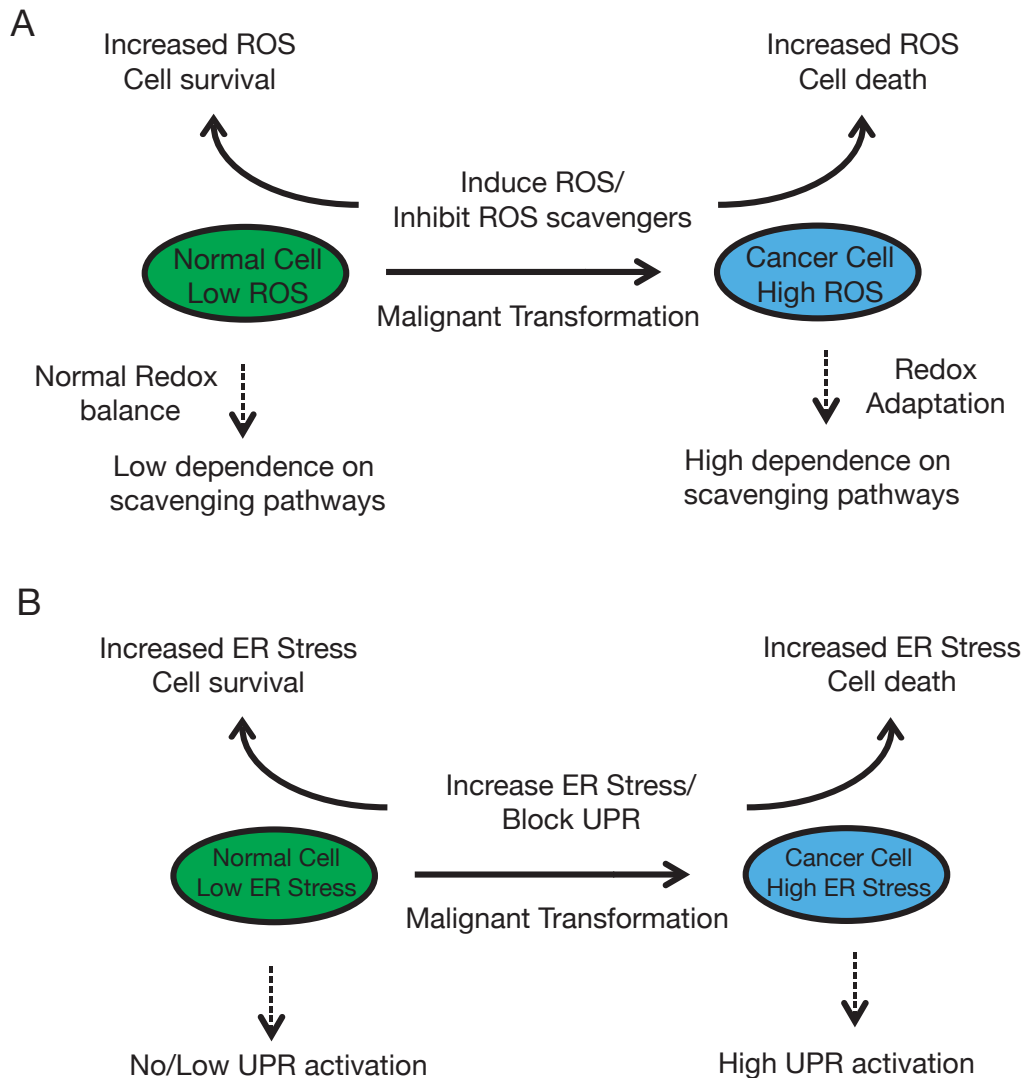 A
Increased ROS
Cell survival
Increased ROS
Cell death
Induce ROS/
Inhibit ROS scavengers
Normal Cell
Low ROS
Cancer Cell
High ROS
Malignant Transformation
Normal Redox
balance
Redox
Adaptation
Low dependence on
scavenging pathways
High dependence on
scavenging pathways
B
Increased ER Stress
Cell survival
Increased ER Stress
Cell death
Increase ER Stress/
Block UPR
Normal Cell
Low ER Stress
Cancer Cell
High ER Stress
Malignant Transformation
No/Low UPR activation
High UPR activation